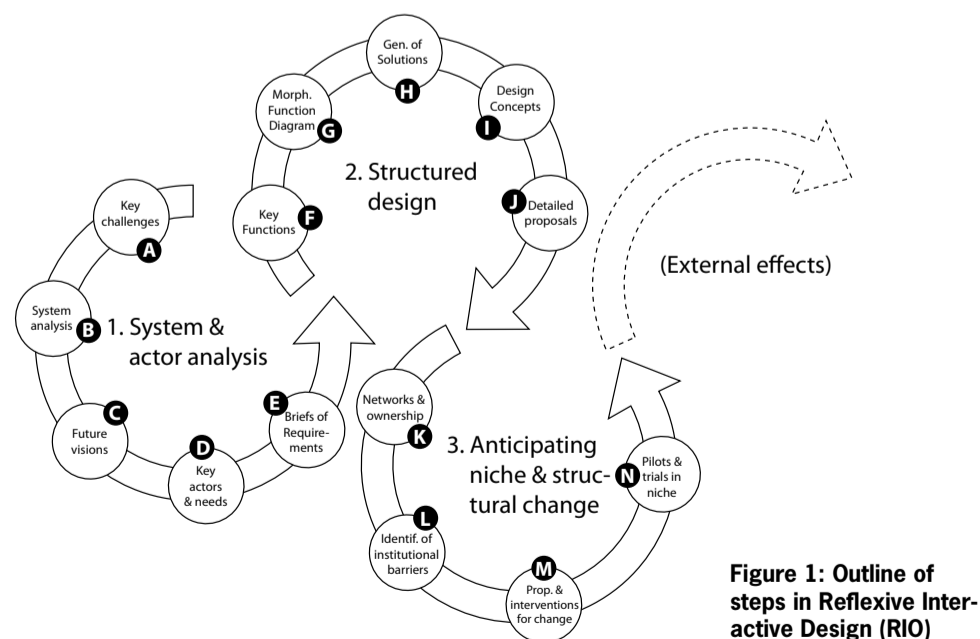 Key
challenges
A
System
analysis
B
1. System &
actor analysis
C
Future
visions
D
Key
actors
& needs
E
Briefs of
Require-
ments
F
Key
Functions
G
Morph.
Function
Diagram
Gen. of
Solutions
H
Design
Concepts
I
2. Structured
design
J
Detailed
proposals
Networks &
ownership
K
3. Anticipating
niche & struc-
tural change
L
Identif. of
institutional
barriers
M
Prop. &
interventions
for change
N
Pilots &
trials in
niche
(External effects)
Figure 1: Outline of
steps in Reflexive Inter-
active Design (RIO)